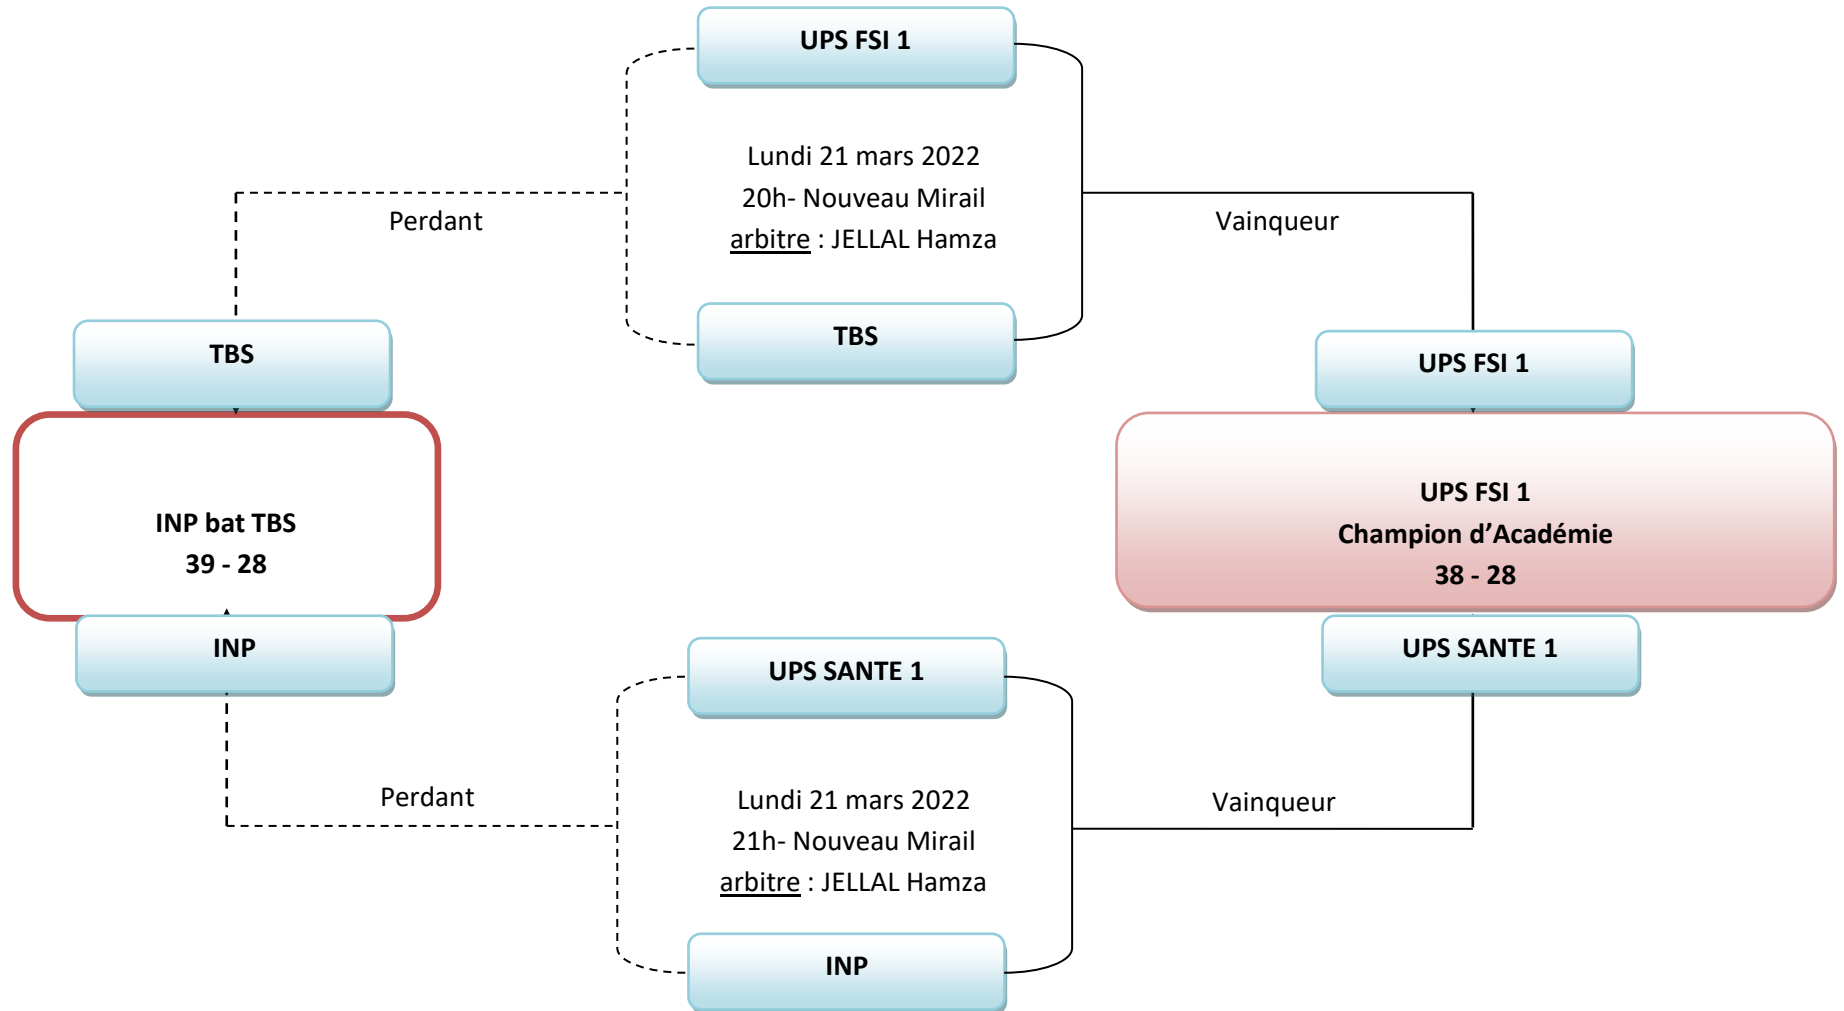 UPS FSI 1
Lundi 21 mars 2022
20h- Nouveau Mirail
arbitre : JELLAL Hamza
TBS
Perdant
Vainqueur
TBS
INP bat TBS
39 - 28
INP
UPS FSI 1
UPS FSI 1
Champion d’Académie
38 - 28
UPS SANTE 1
UPS SANTE 1
Lundi 21 mars 2022
21h- Nouveau Mirail
arbitre : JELLAL Hamza
INP
Perdant
Vainqueur